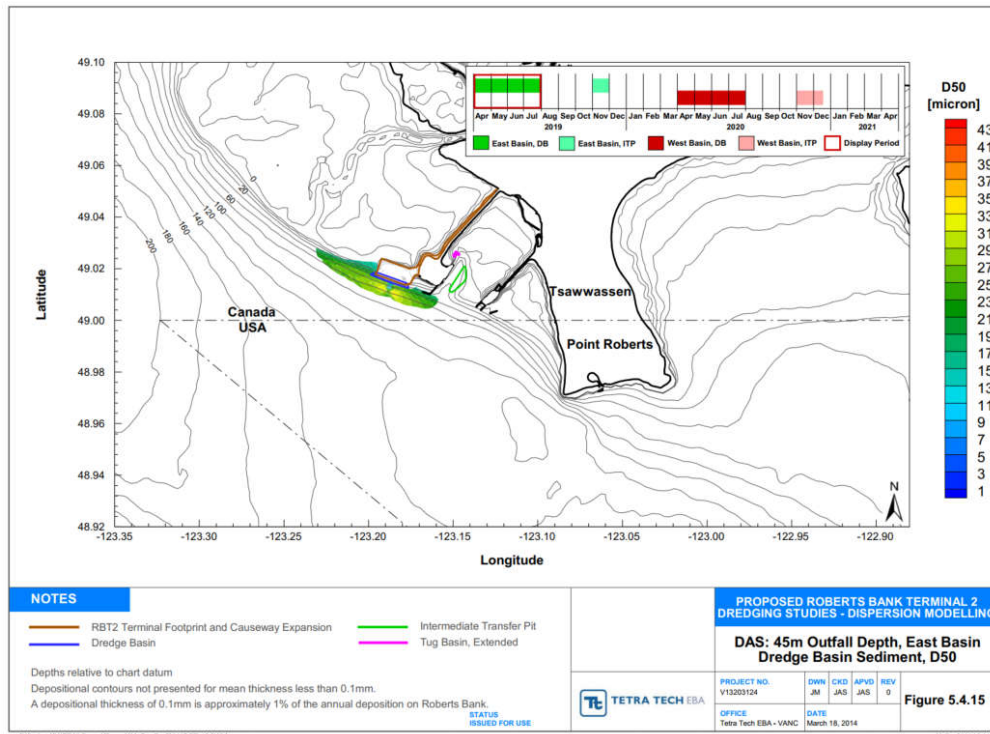 49.10
49.08
49.06
49.04
49.02
49.00
48.98
48.96
48.94
48.92
Latitude
-123.35
-123.30
-123.25
-123.20
-123.15
-123.10
-123.05
-123.00
-122.95
-122.90
Longitude
0
20
60
100
120
140
160
180
200
Canada
USA
Tsawwassen
Point Roberts
N
Apr May Jun Jul Aug Sep Oct Nov Dec Jan Feb Mar Apr May Jun Jul Aug Sep Oct Nov Dec Jan Feb Mar Apr
2019 2020 2021
East Basin, DB East Basin, ITP West Basin, DB West Basin, ITP Display Period
D50
[micron]
43
41
39
37
35
33
31
29
27
25
23
21
19
17
15
13
11
9
7
5
3
1
NOTES
RBT2 Terminal Footprint and Causeway Expansion
Intermediate Transfer Pit
Dredge Basin
Tug Basin, Extended
Depths relative to chart datum
Depositional contours not presented for mean thickness less than 0.1mm.
A depositional thickness of 0.1mm is approximately 1% of the annual deposition on Roberts Bank.
STATUS
ISSUED FOR USE
Tt TETRA TECH EBA
PROPOSED ROBERTS BANK TERMINAL 2
DREDGING STUDIES - DISPERSION MODELLING
DAS: 45m Outfall Depth, East Basin
Dredge Basin Sediment, D50
PROJECT NO. DWN CKD APVD REV
V13203124 JM JAS JAS 0
OFFICE DATE
Tetra Tech EBA - VANC March 18, 2014
Figure 5.4.15